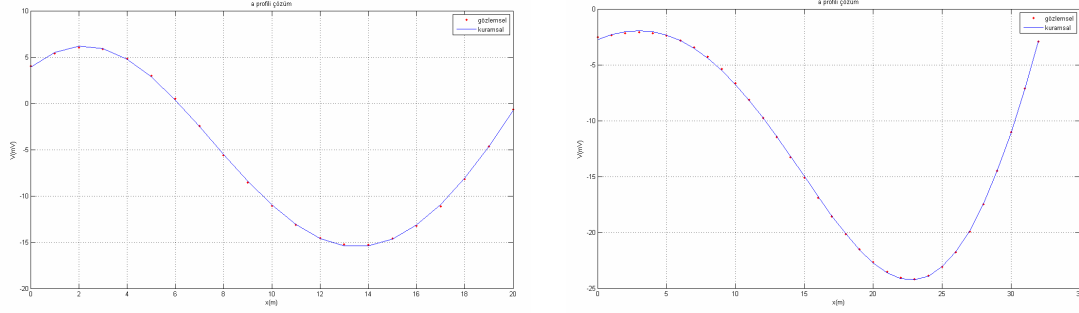 a profili çözüm
gözlemsel
kuramsal
V(mV)
10
5
0
-5
-10
-15
-20
0 2 4 6 8 10 12 14 16 18 20
x(m)
a profili çözüm
gözlemsel
kuramsal
V(mV)
0
-5
-10
-15
-20
-25
0 5 10 15 20 25 30 35
x(m)